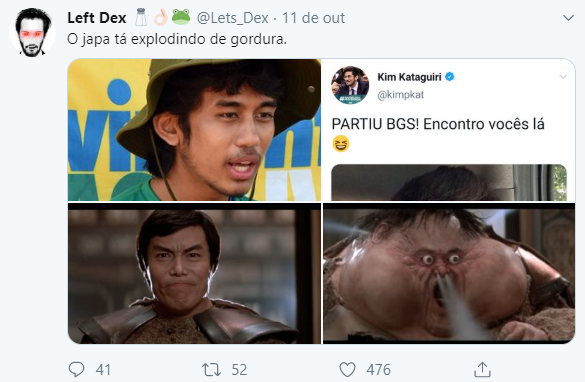 Left Dex 🧂👌🏻🐸 @Lets_Dex · 11 de out
O japa tá explodindo de gordura.
Kim Kataguiri
@kimpkat
PARTIU BGS! Encontro vocês lá
😆
41 52 476